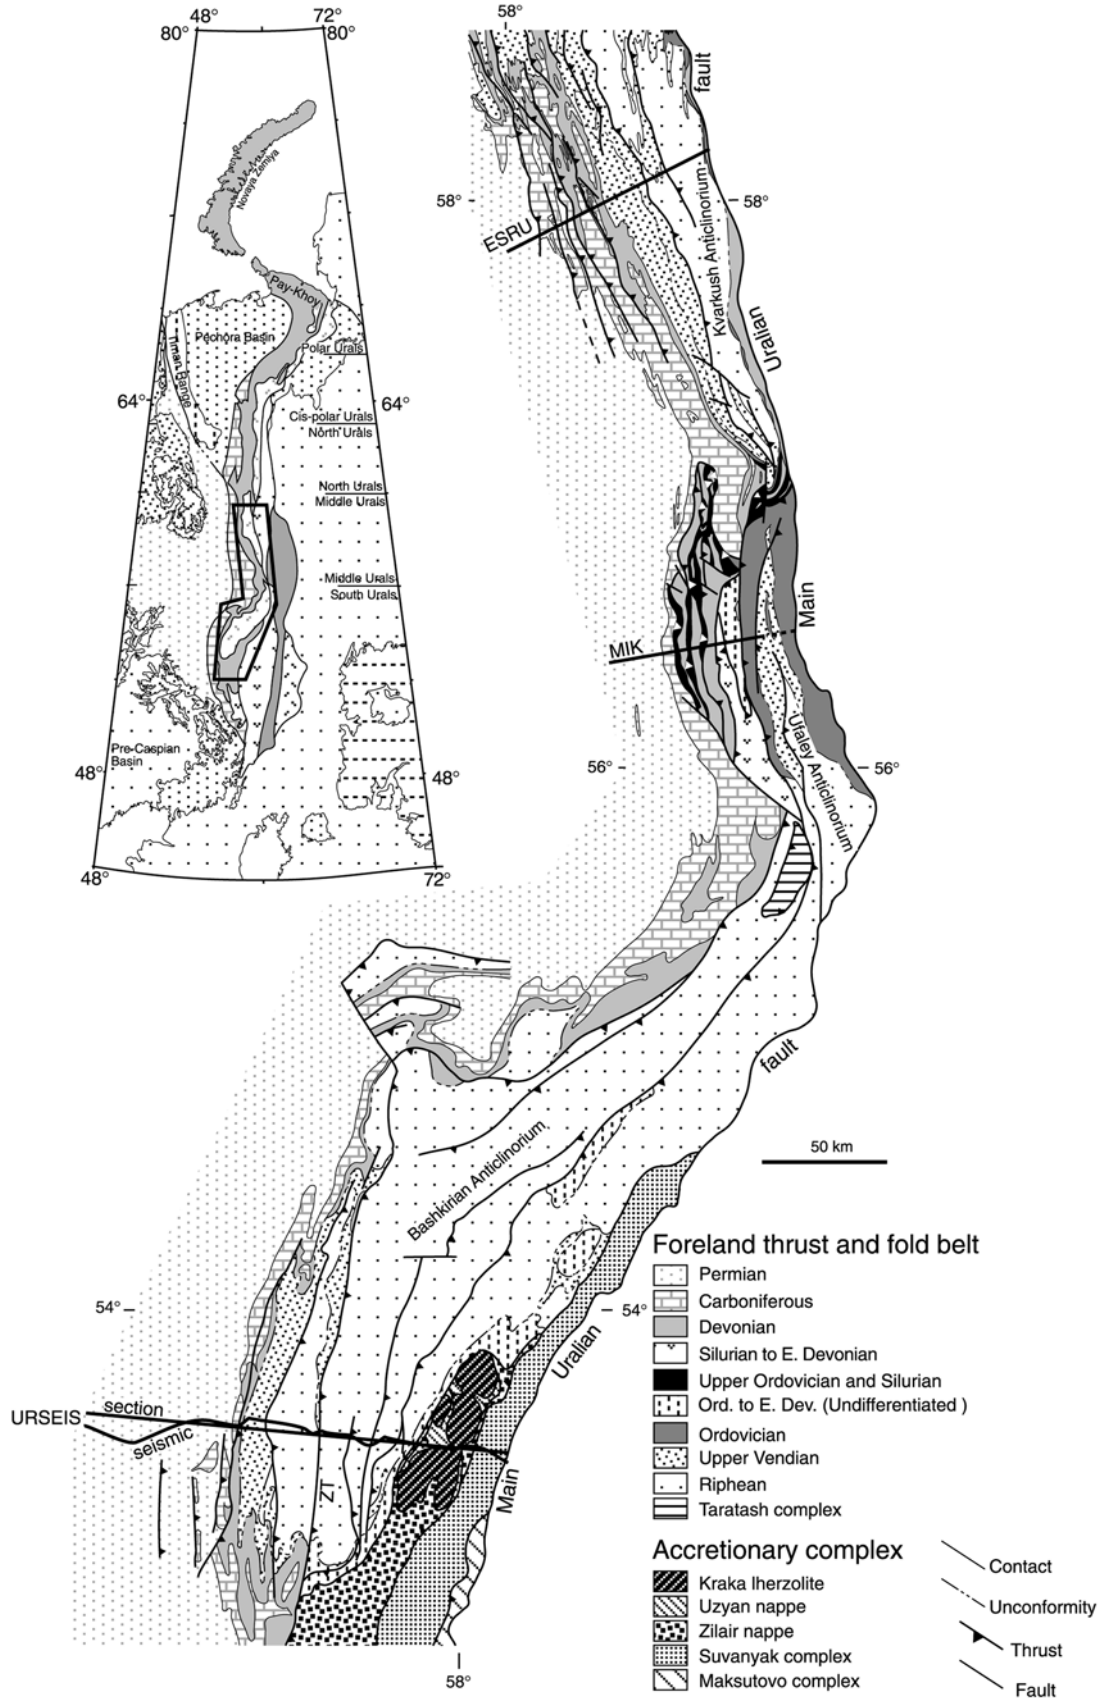 48°
72°
80°
80°
Novaya Zemlya
Pay-Khoy
Pechora Basin
Timan Range
Polar Urals
64°
64°
Cis-polar Urals
North Urals
North Urals
Middle Urals
Middle Urals
South Urals
Pre-Caspian
Basin
48°
48°
48°
72°
58°
fault
58°
58°
ESRU
Kvarkush Anticlinorium
Uralian
Main
MIK
56°
56°
Ufaley Anticlinorium
fault
50 km
Bashkirian Anticlinorium
54°
54°
Uralian
URSEIS
section
seismic
ZT
Main
58°
Foreland thrust and fold belt
Permian
Carboniferous
Devonian
Silurian to E. Devonian
Upper Ordovician and Silurian
Ord. to E. Dev. (Undifferentiated )
Ordovician
Upper Vendian
Riphean
Taratash complex
Accretionary complex
Kraka lherzolite
Uzyan nappe
Zilair nappe
Suvanyak complex
Maksutovo complex
Contact
Unconformity
Thrust
Fault